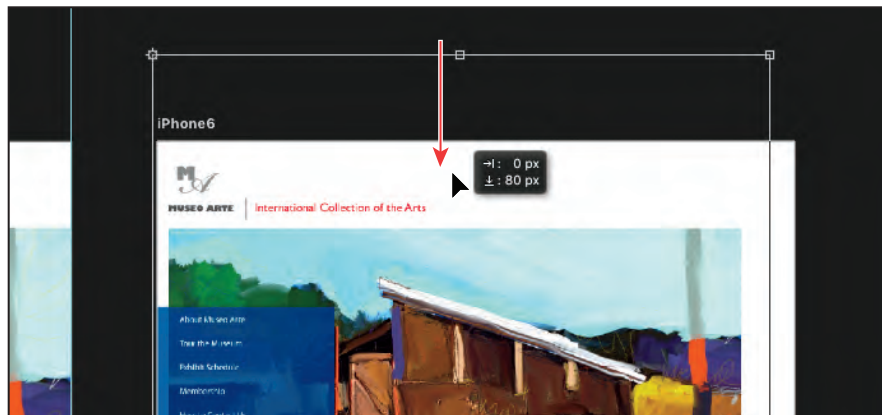 iPhone6
→|: 0 px
↓: 80 px
MA
MUSEO ARTE | International Collection of the Arts
About Museo Arte
Tour the Museum
Exhibit Schedule
Membership